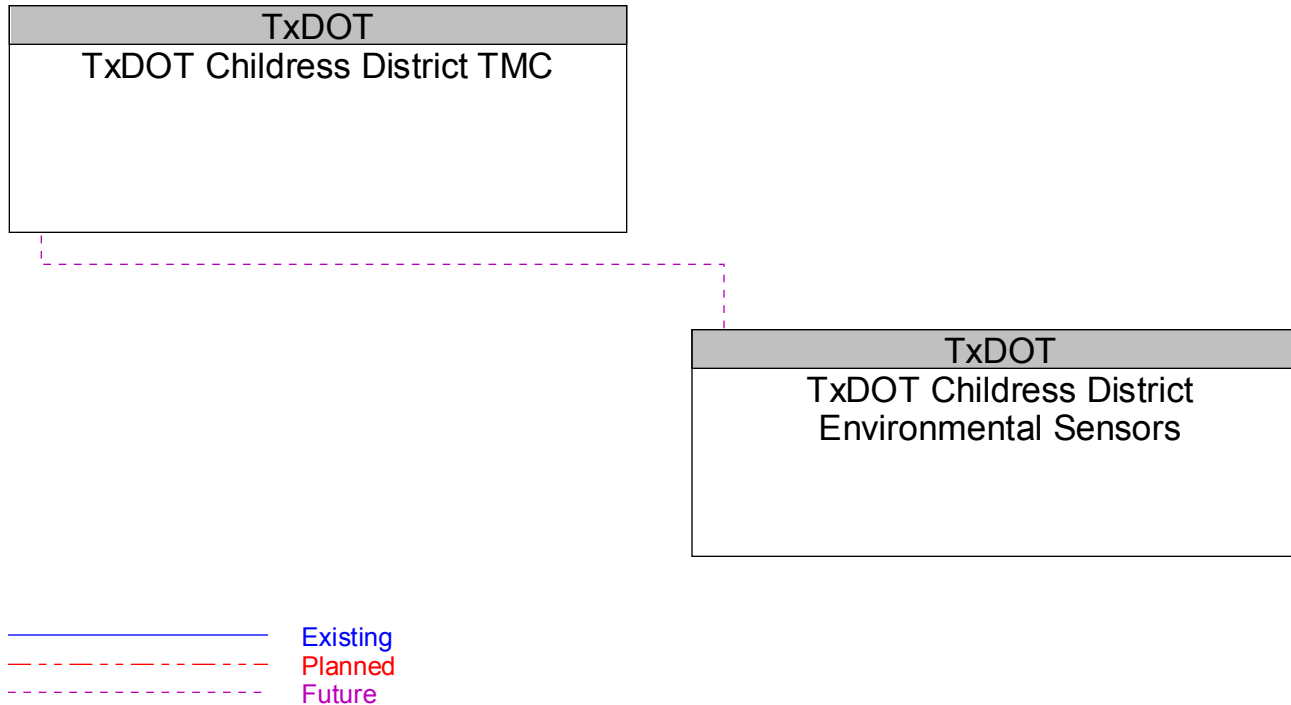 TxDOT
TxDOT Childress District TMC
TxDOT
TxDOT Childress District
Environmental Sensors
Existing
Planned
Future